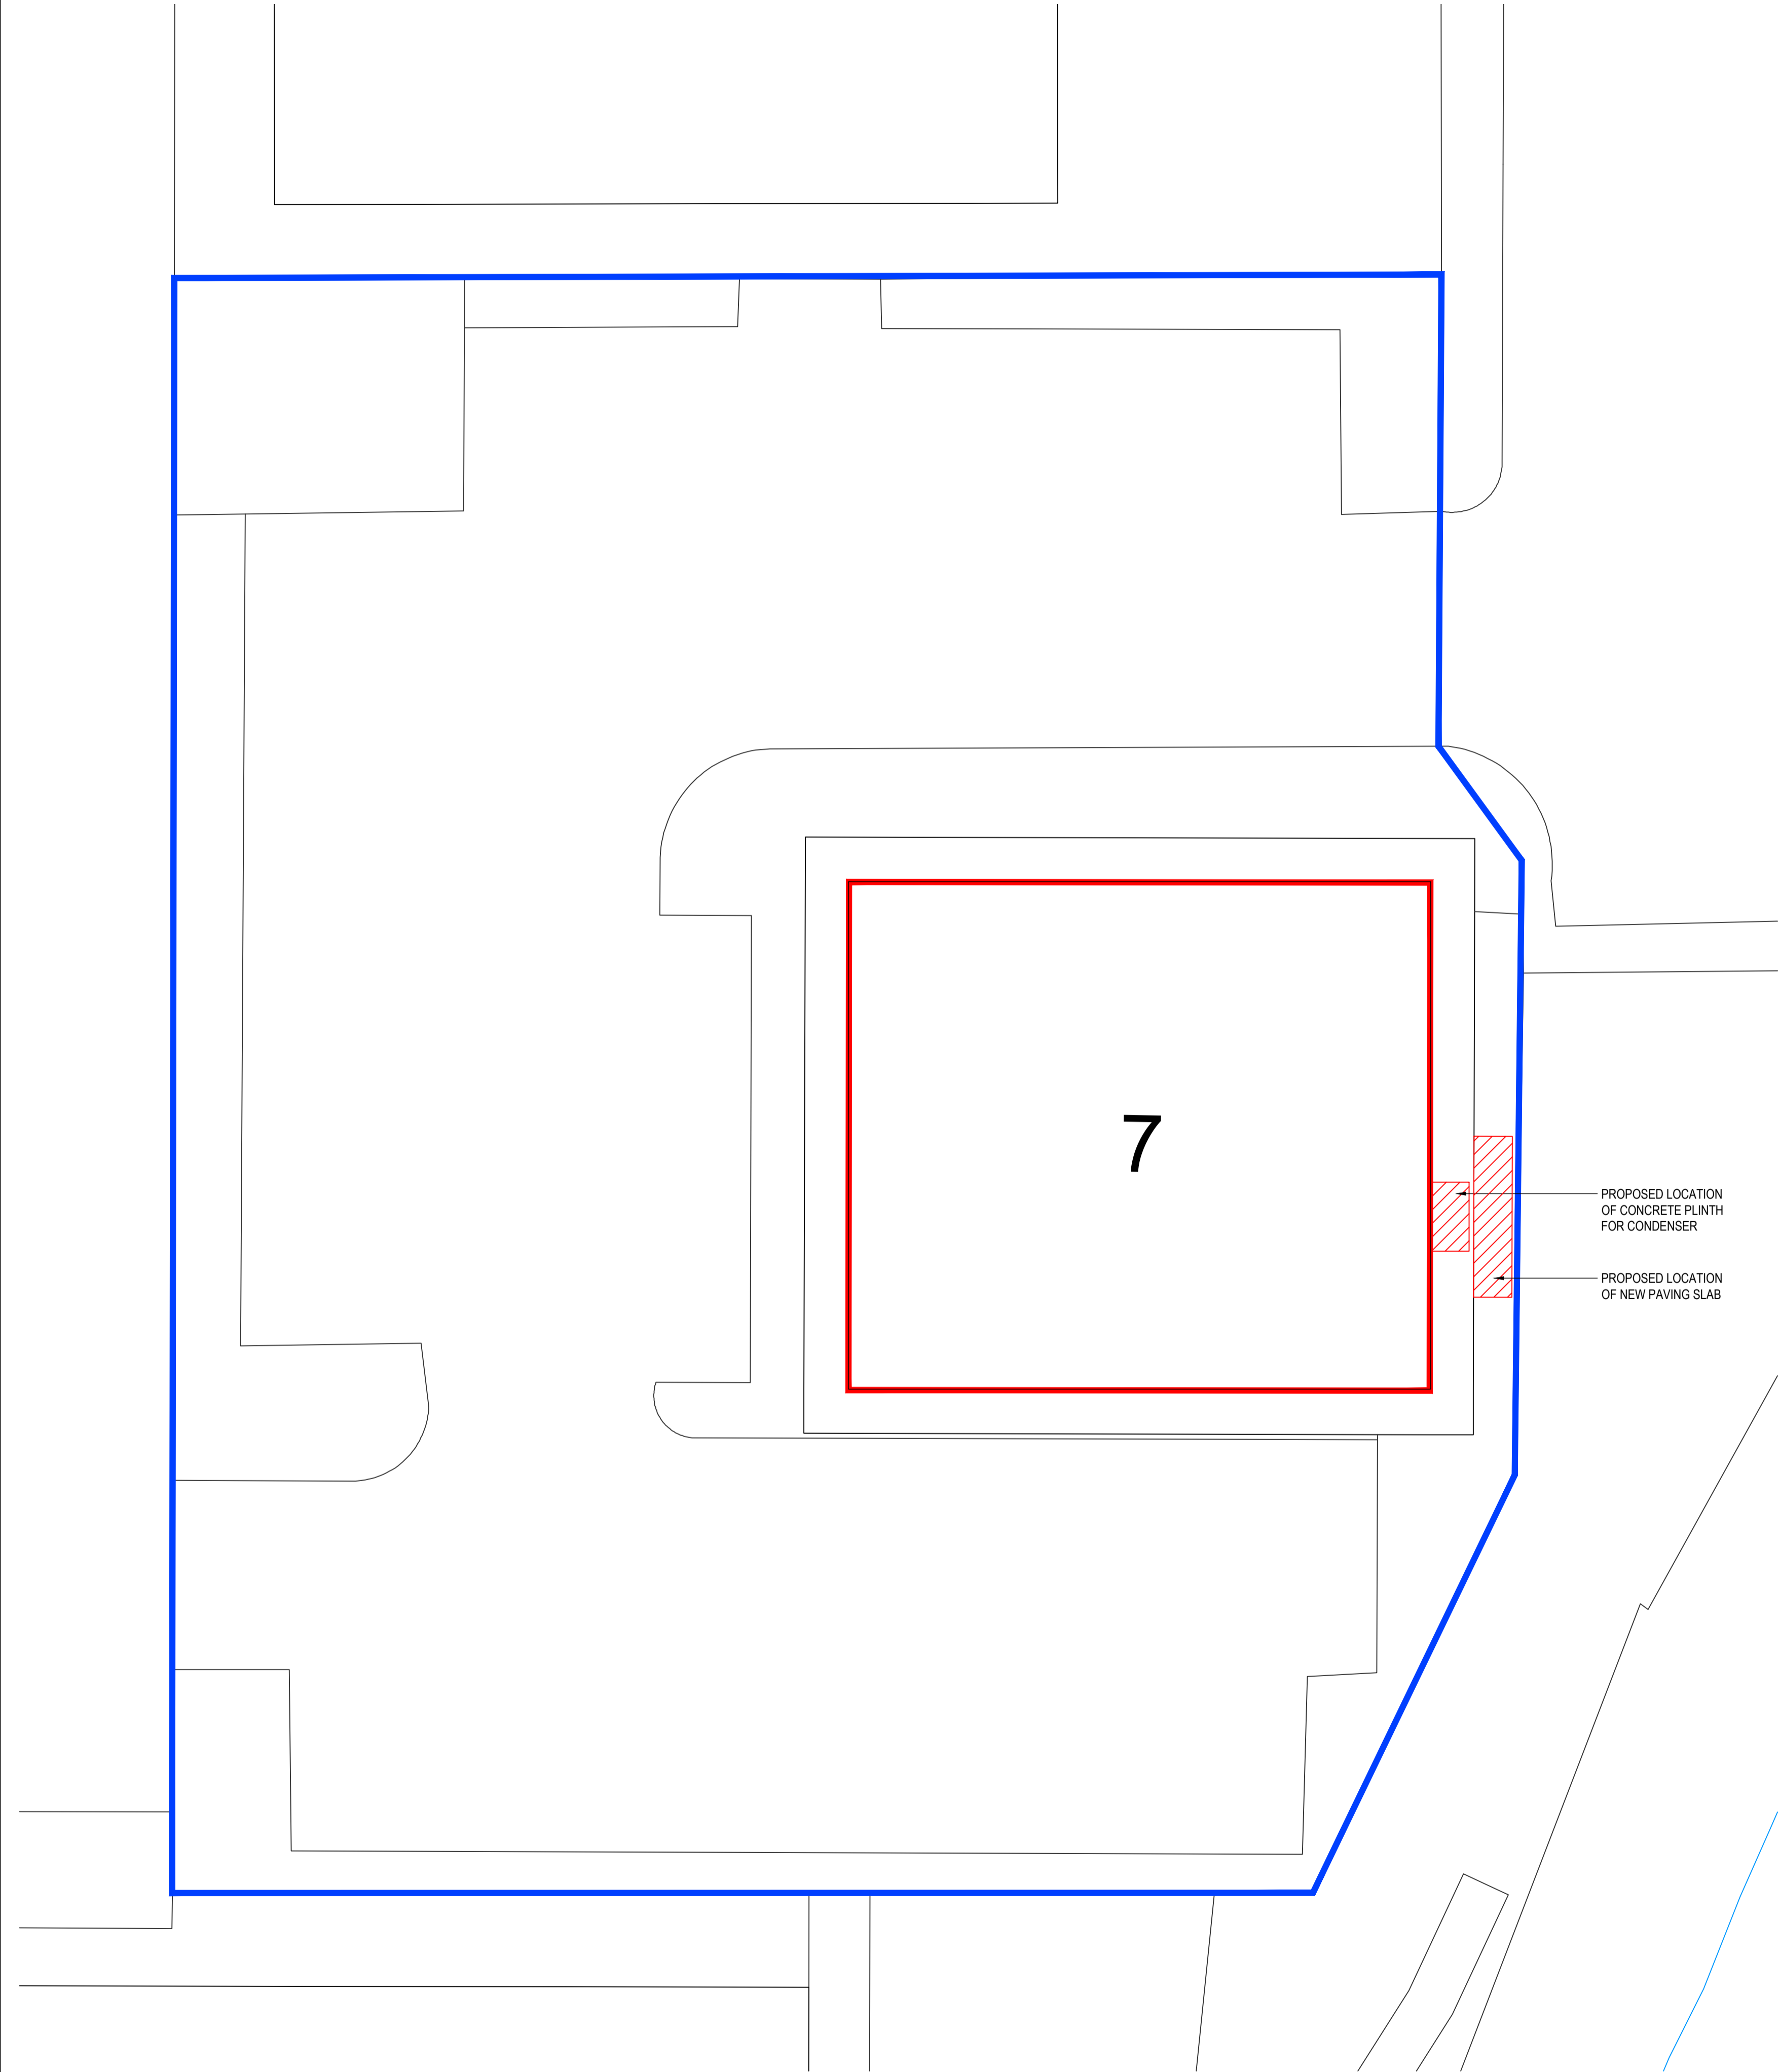 7
PROPOSED LOCATION
OF CONCRETE PLINTH
FOR CONDENSER
PROPOSED LOCATION
OF NEW PAVING SLAB